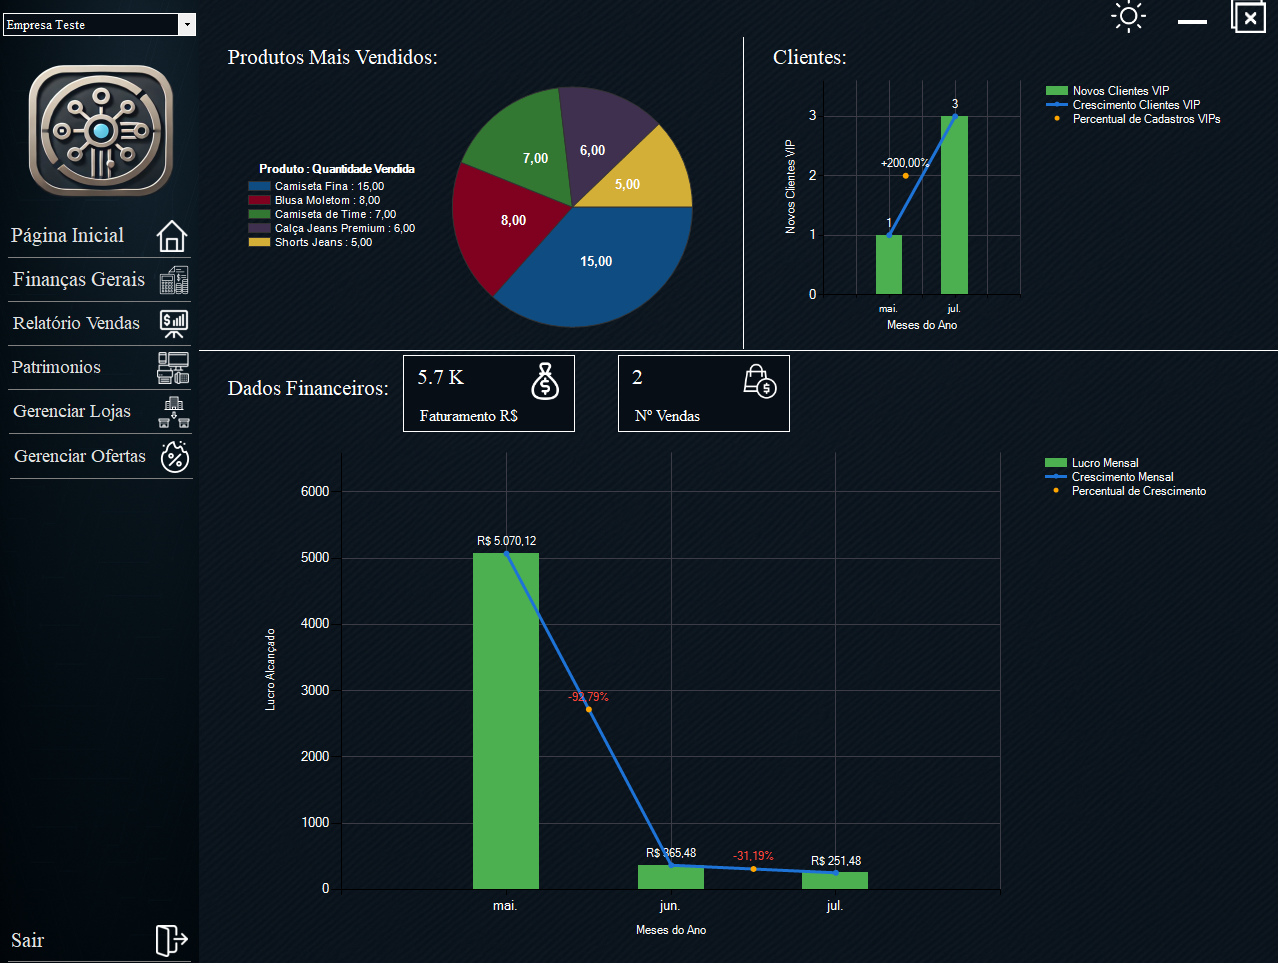 Empresa Teste
Página Inicial
Finanças Gerais
Relatório Vendas
Patrimonios
Gerenciar Lojas
Gerenciar Ofertas
Sair
Produtos Mais Vendidos:
Produto : Quantidade Vendida
Camiseta Fina : 15,00
Blusa Moletom : 8,00
Camiseta de Time : 7,00
Calça Jeans Premium : 6,00
Shorts Jeans : 5,00
7,00
6,00
5,00
8,00
15,00
Clientes:
Novos Clientes VIP
3
2
1
0
3
+200,00%
1
mai.
jul.
Meses do Ano
Novos Clientes VIP
Crescimento Clientes VIP
Percentual de Cadastros VIPs
Dados Financeiros:
5.7 K
Faturamento R$
2
Nº Vendas
Lucro Alcançado
6000
5000
4000
3000
2000
1000
0
R$ 5.070,12
-92,79%
R$ 365,48
-31,19%
R$ 251,48
mai.
jun.
jul.
Meses do Ano
Lucro Mensal
Crescimento Mensal
Percentual de Crescimento